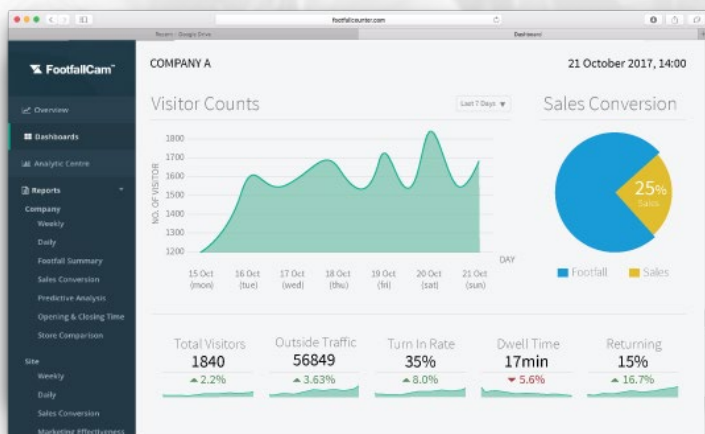 footfallcounter.com
Recent - Google Drive
Dashboard
FootfallCam™
COMPANY A
21 October 2017, 14:00
Overview
Dashboards
Analytic Centre
Reports
Company
Weekly
Daily
Footfall Summary
Sales Conversion
Predictive Analysis
Opening & Closing Time
Store Comparison
Site
Weekly
Daily
Sales Conversion
Marketing Effectiveness
Visitor Counts
Last 7 Days
NO. OF VISITOR
1800
1700
1600
1500
1400
1300
1200
15 Oct (mon)
16 Oct (tue)
17 Oct (wed)
18 Oct (thu)
19 Oct (fri)
20 Oct (sat)
21 Oct (sun)
DAY
Sales Conversion
25%
Sales
Footfall
Sales
Total Visitors
1840
2.2%
Outside Traffic
56849
3.63%
Turn In Rate
35%
8.0%
Dwell Time
17min
5.6%
Returning
15%
16.7%